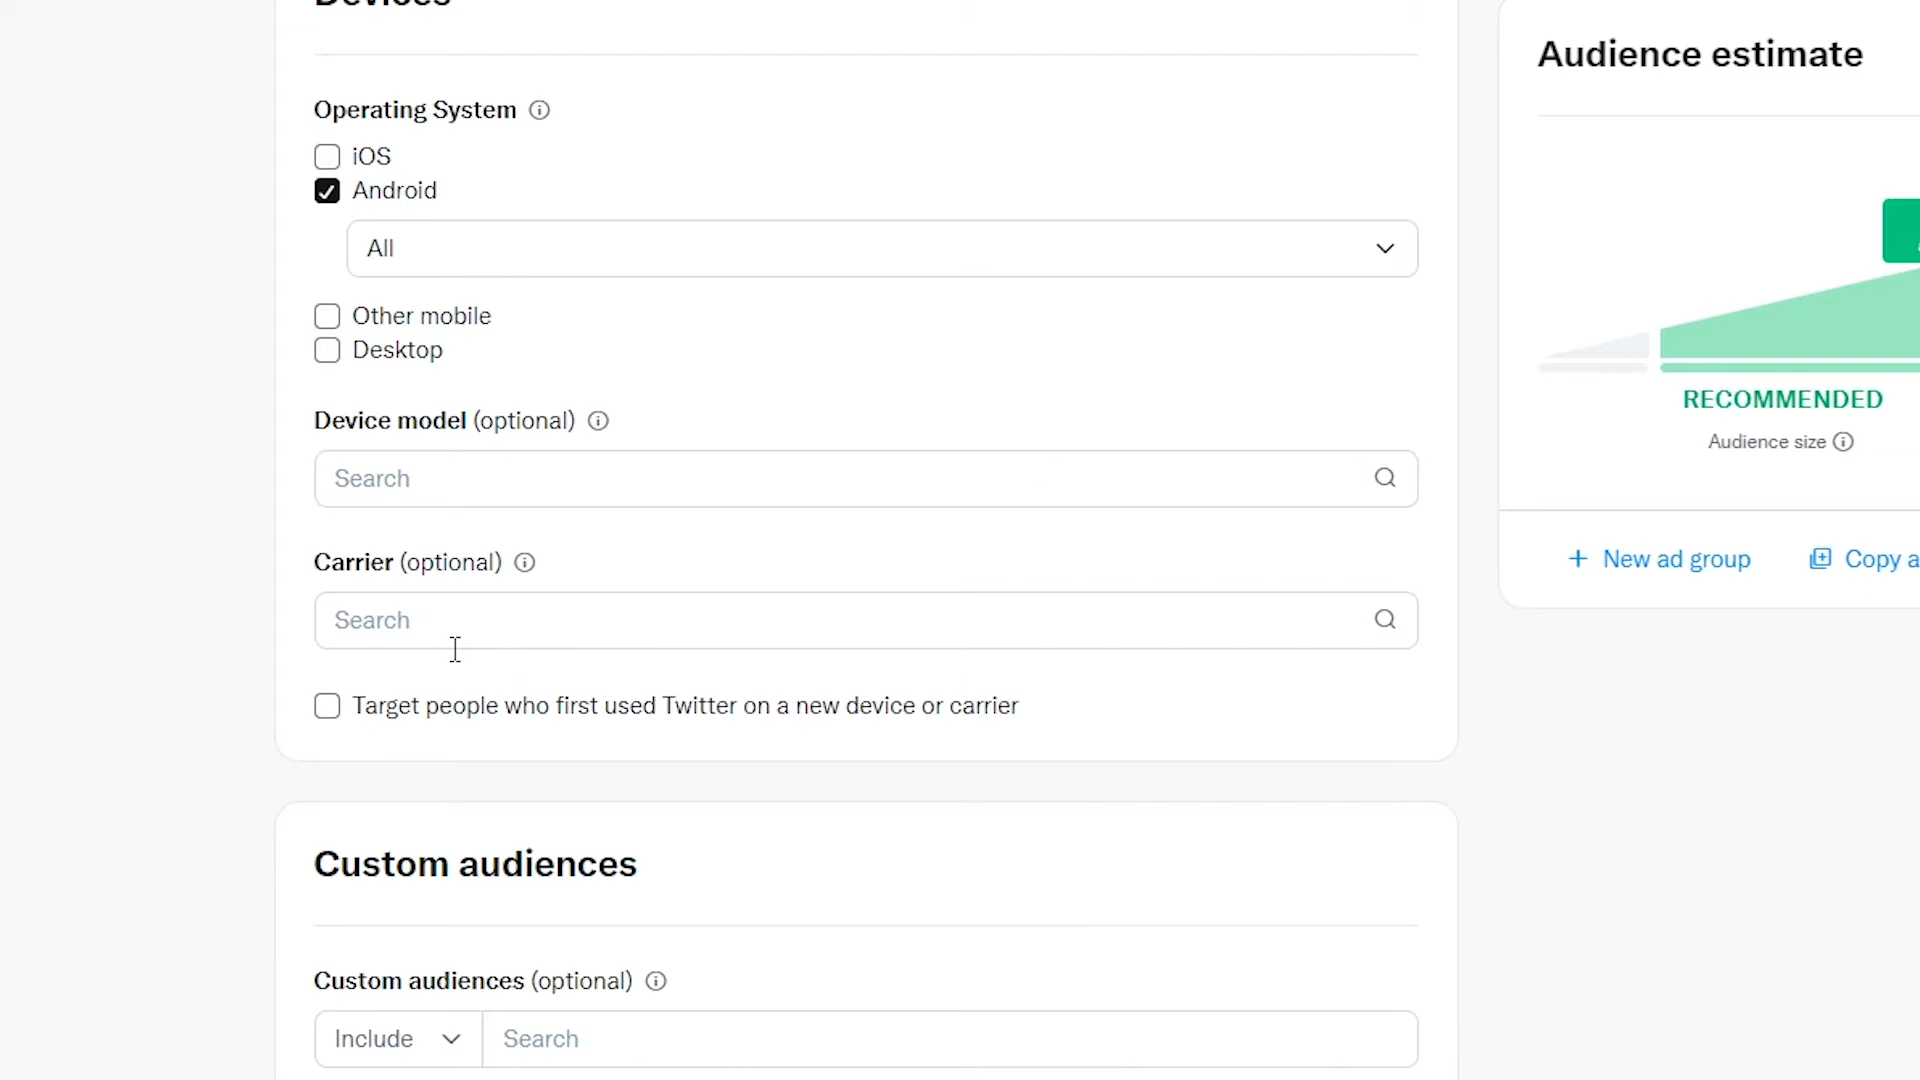 Devices
Operating System
iOS
Android
All
Other mobile
Desktop
Device model (optional)
Search
Carrier (optional)
Search
Target people who first used Twitter on a new device or carrier
Custom audiences
Custom audiences (optional)
Include
Search
Audience estimate
RECOMMENDED
Audience size
+ New ad group
Copy a